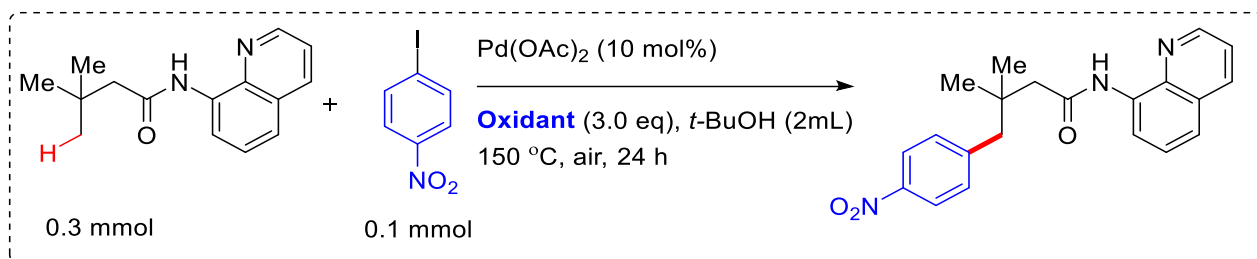 Me
Me
H
O
H
N
N
+
I
NO2
0.3 mmol
0.1 mmol
Pd(OAc)2 (10 mol%)
Oxidant (3.0 eq), t-BuOH (2mL)
150 °C, air, 24 h
Me
Me
O
H
N
N
O2N